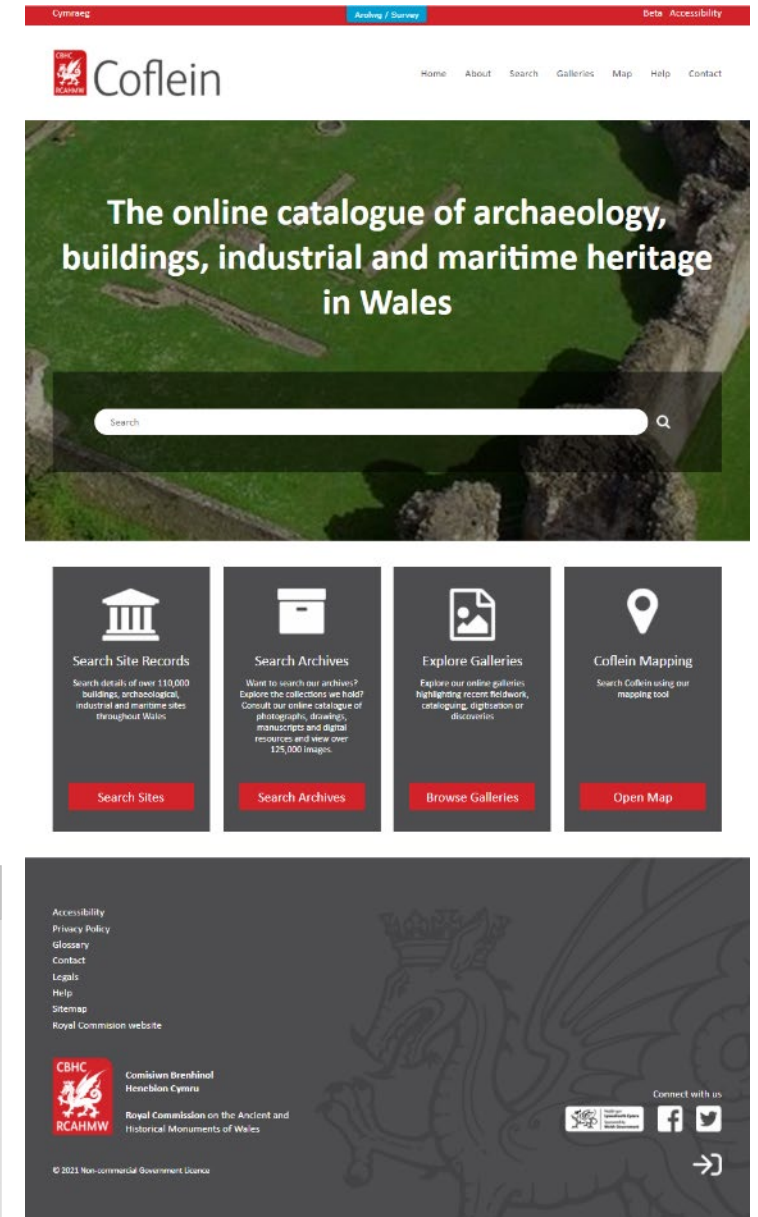 Cymraeg
Arolwg / Survey
Beta Accessibility
CBHC
RCAHMW
Coflein
Home About Search Galleries Map Help Contact
The online catalogue of archaeology,
buildings, industrial and maritime heritage
in Wales
Search
Search Site Records
Search details of over 110,000
buildings, archaeological,
industrial and maritime sites
throughout Wales
Search Sites
Search Archives
Want to search our archives?
Explore the collections we hold?
Consult our online catalogue of
photographs, drawings,
manuscripts and digital
resources and view over
125,000 images.
Search Archives
Explore Galleries
Explore our online galleries
highlighting recent fieldwork,
cataloguing, digitisation or
discoveries
Browse Galleries
Coflein Mapping
Search Coflein using our
mapping tool
Open Map
Accessibility
Privacy Policy
Glossary
Contact
Legals
Help
Sitemap
Royal Commision website
CBHC
RCAHMW
Comisiwn Brenhinol
Henebion Cymru
Royal Commission on the Ancient and
Historical Monuments of Wales
Connect with us
© 2021 Non-commercial Government Licence